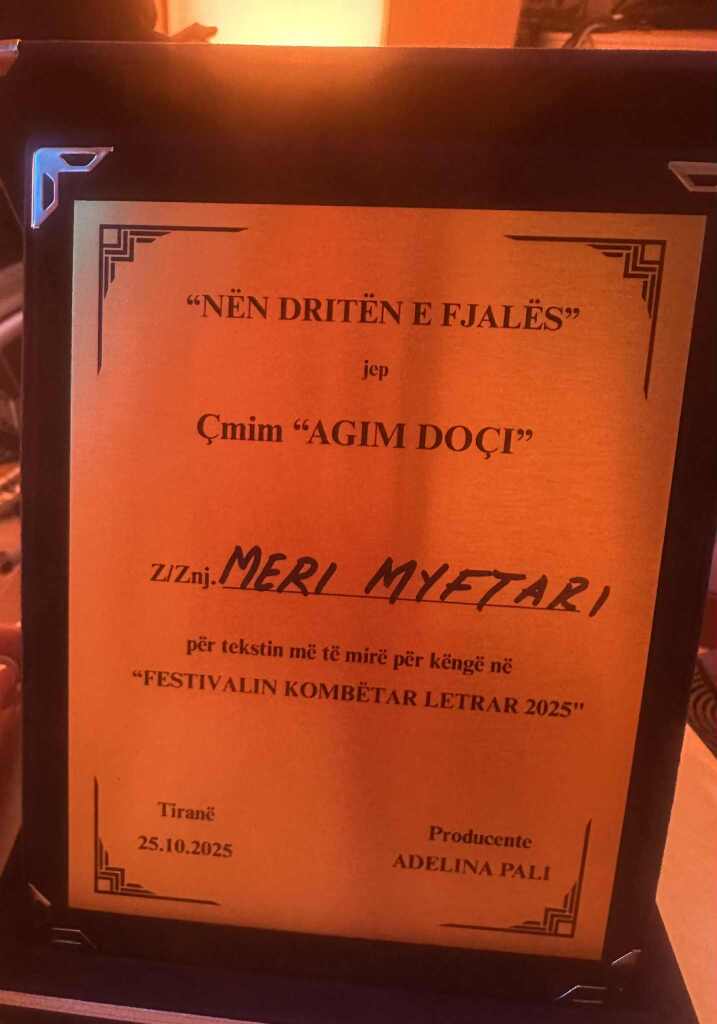 “NËN DRITËN E FJALËS”
jep
Çmim “AGIM DOÇI”
Z/Znj. MERI MYFTARI
për tekstin më të mirë për këngë në
“FESTIVALIN KOMBËTAR LETRAR 2025"
Tiranë
25.10.2025
Producente
ADELINA PALI